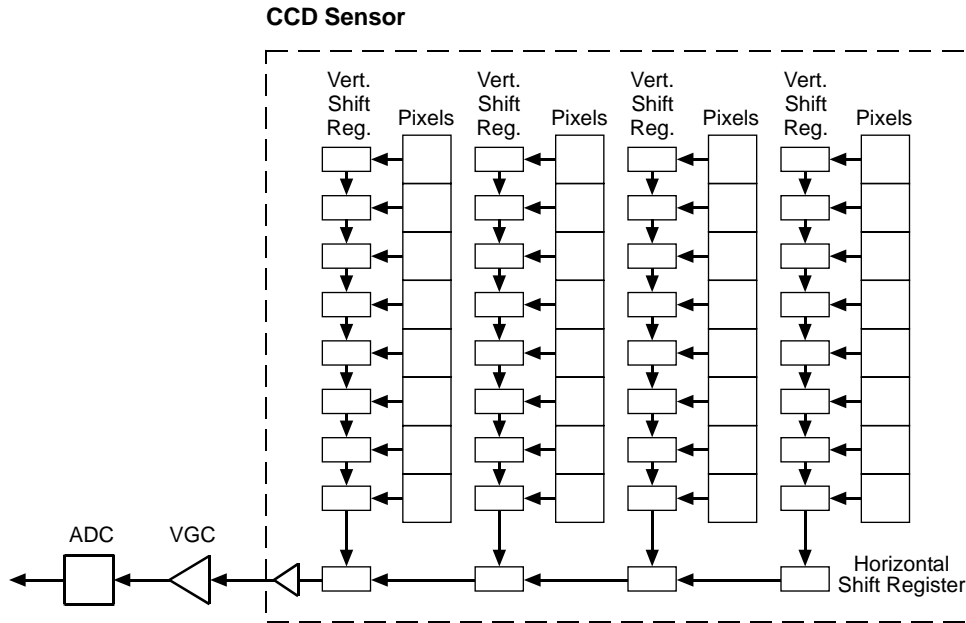 CCD Sensor
Vert.
Shift
Reg.
Pixels
Vert.
Shift
Reg.
Pixels
Vert.
Shift
Reg.
Pixels
Vert.
Shift
Reg.
Pixels
ADC
VGC
Horizontal
Shift Register